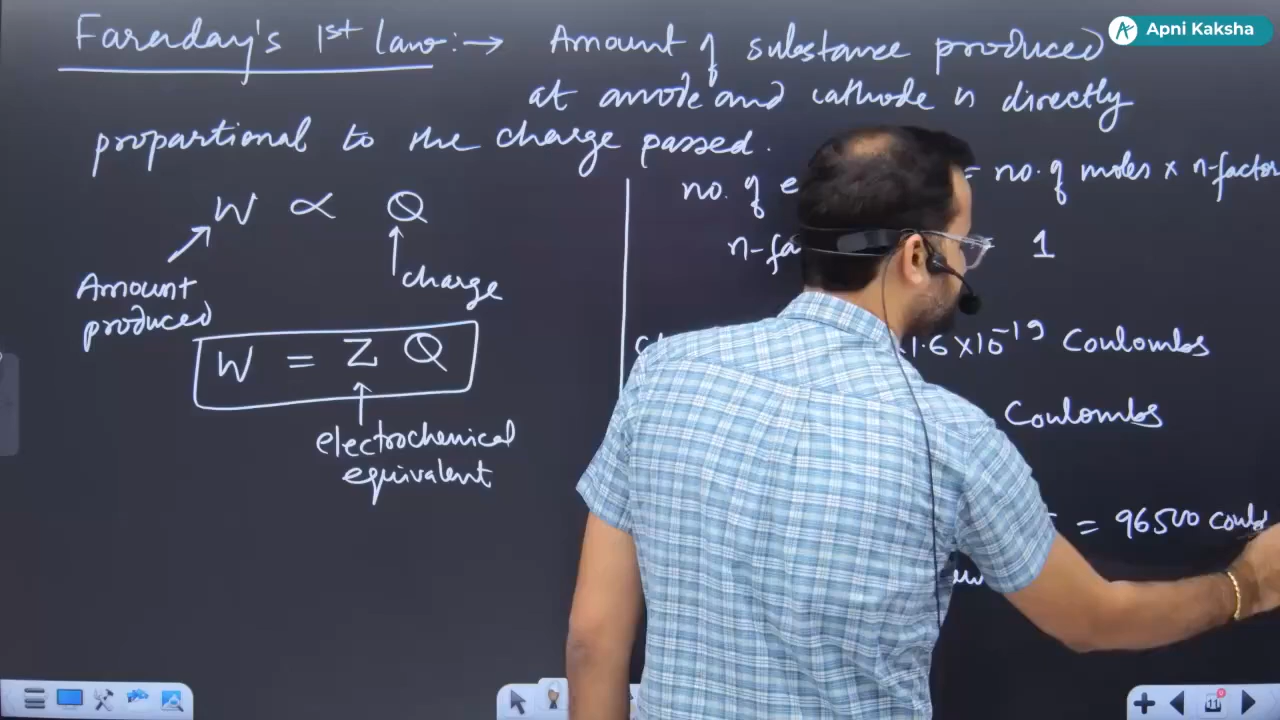 Apni Kaksha
Faraday's 1st law:→ Amount of substance produced
at anode and cathode is directly
proportional to the charge passed.
W ∝ Q
Amount
produced
charge
W = Z Q
electrochemical
equivalent
no. of = no. of moles × n-factor
1
1.6 × 10⁻¹⁹ Coulombs
Coulombs
= 96500
11